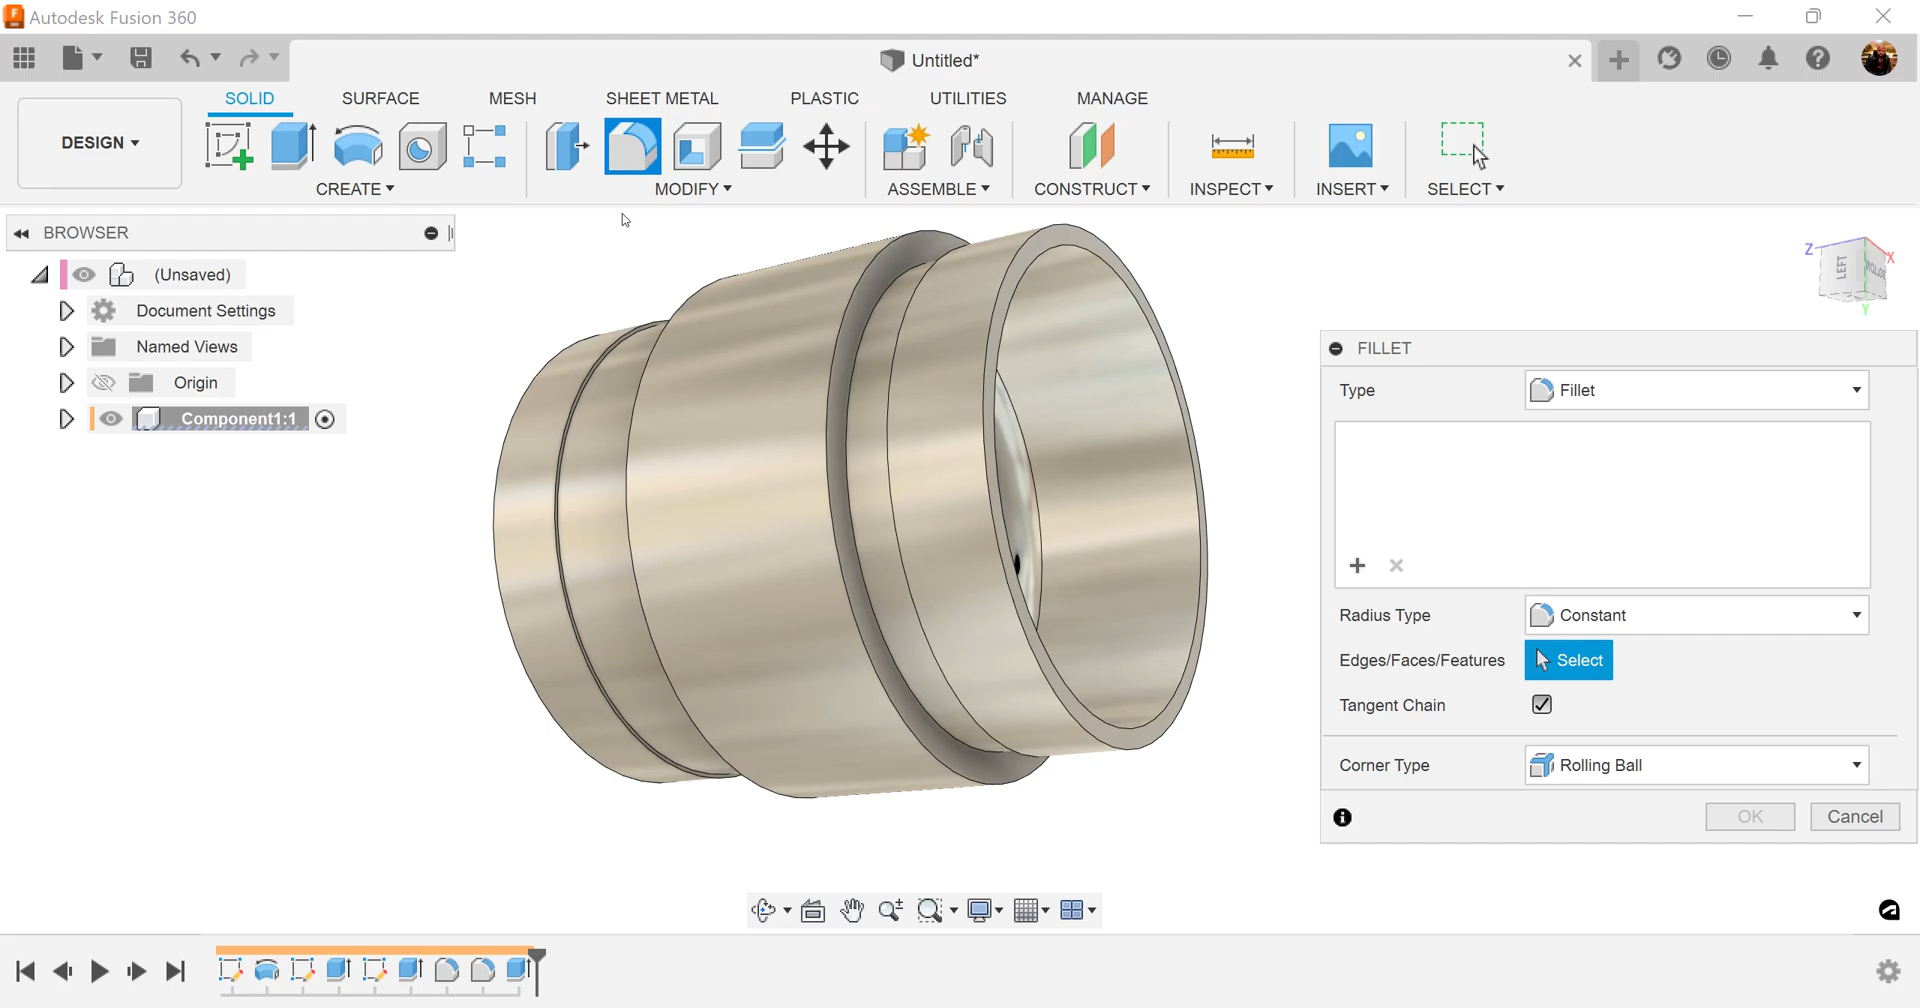 Autodesk Fusion 360
Untitled*
SOLID SURFACE MESH SHEET METAL PLASTIC UTILITIES MANAGE
DESIGN
CREATE MODIFY ASSEMBLE CONSTRUCT INSPECT INSERT SELECT
BROWSER
(Unsaved)
Document Settings
Named Views
Origin
Component1:1
Z X
LEFT
Y
FILLET
Type Fillet
Radius Type Constant
Edges/Faces/Features Select
Tangent Chain
Corner Type Rolling Ball
OK Cancel